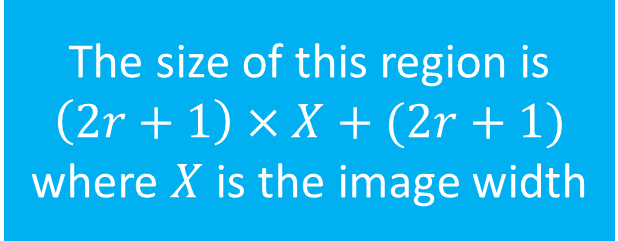 The size of this region is
(2r + 1) × X + (2r + 1)
where X is the image width